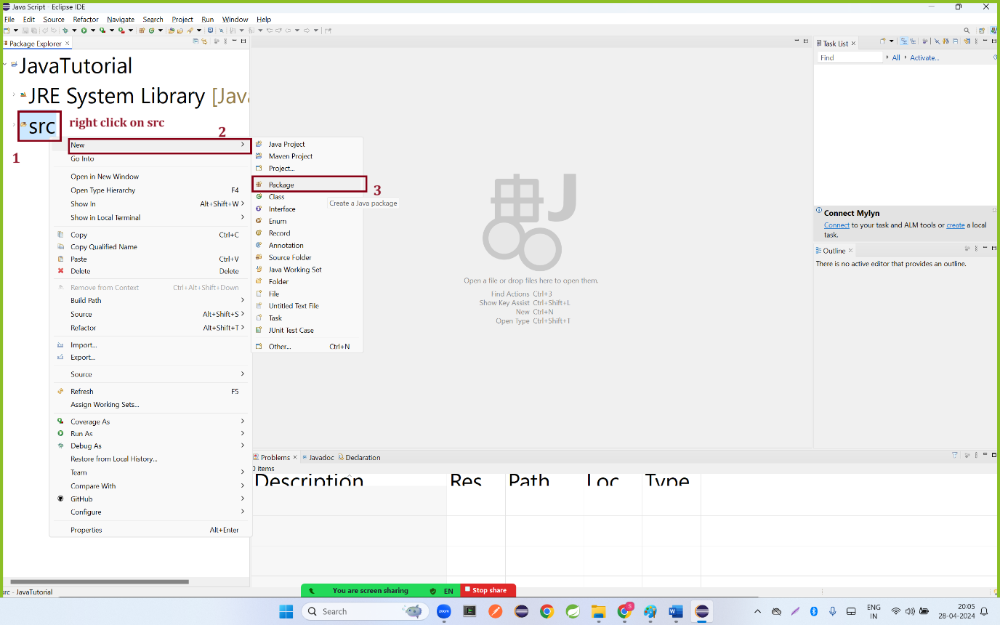 Java Script - Eclipse IDE
File Edit Source Refactor Navigate Search Project Run Window Help
Package Explorer
JavaTutorial
JRE System Library [Java
src
right click on src
1
2
3
New
Go Into
Open in New Window
Open Type Hierarchy F4
Show In Alt+Shift+W
Show in Local Terminal
Copy Ctrl+C
Copy Qualified Name
Paste Ctrl+V
Delete Delete
Remove from Context Ctrl+Alt+Shift+Down
Build Path
Source Alt+Shift+S
Refactor Alt+Shift+T
Import...
Export...
Source
Refresh F5
Assign Working Sets...
Coverage As
Run As
Debug As
Restore from Local History...
Team
Compare With
GitHub
Configure
Properties Alt+Enter
Java Project
Maven Project
Project...
Package
Class
Create a Java package
Interface
Enum
Record
Annotation
Source Folder
Java Working Set
Folder
File
Untitled Text File
Task
JUnit Test Case
Other... Ctrl+N
Open a file or drop files here to open them.
Find Actions Ctrl+3
Show Key Assist Ctrl+Shift+L
New Ctrl+N
Open Type Ctrl+Shift+T
Task List
Find All Activate...
Connect Mylyn
Connect to your task and ALM tools or create a local
task.
Outline
There is no active editor that provides an outline.
Problems Javadoc Declaration
0 items
Description Res Path Loc Type
src - JavaTutorial
You are screen sharing EN Stop share
Search
zoom
S
ENG
IN
20:05
28-04-2024